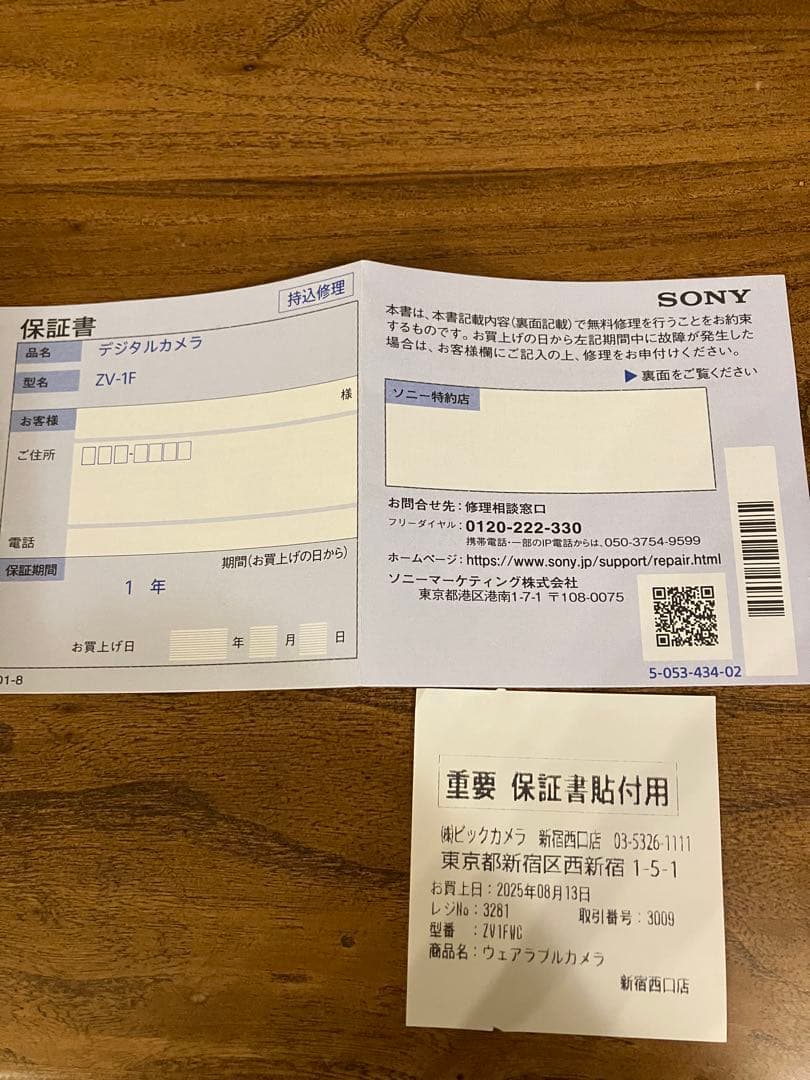 持込修理
保証書
品名 デジタルカメラ
型名 ZV-1F
お客様 様
ご住所
電話
保証期間 期間(お買上げの日から)
1 年
お買上げ日 年 月 日
01-8
SONY
本書は、本書記載内容(裏面記載)で無料修理を行うことをお約束
するものです。お買上げの日から左記期間中に故障が発生した
場合は、お客様欄にご記入の上、修理をお申付けください。
▶ 裏面をご覧ください
ソニー特約店
お問合せ先:修理相談窓口
フリーダイヤル:0120-222-330
携帯電話・一部のIP電話からは、050-3754-9599
ホームページ:https://www.sony.jp/support/repair.html
ソニーマーケティング株式会社
東京都港区港南1-7-1 〒108-0075
5-053-434-02
重要 保証書貼付用
㈱ビックカメラ 新宿西口店 03-5326-1111
東京都新宿区西新宿 1-5-1
お買上日:2025年08月13日
レジNo:3281 取引番号:3009
型番 :ZV1FWC
商品名:ウェアラブルカメラ
新宿西口店